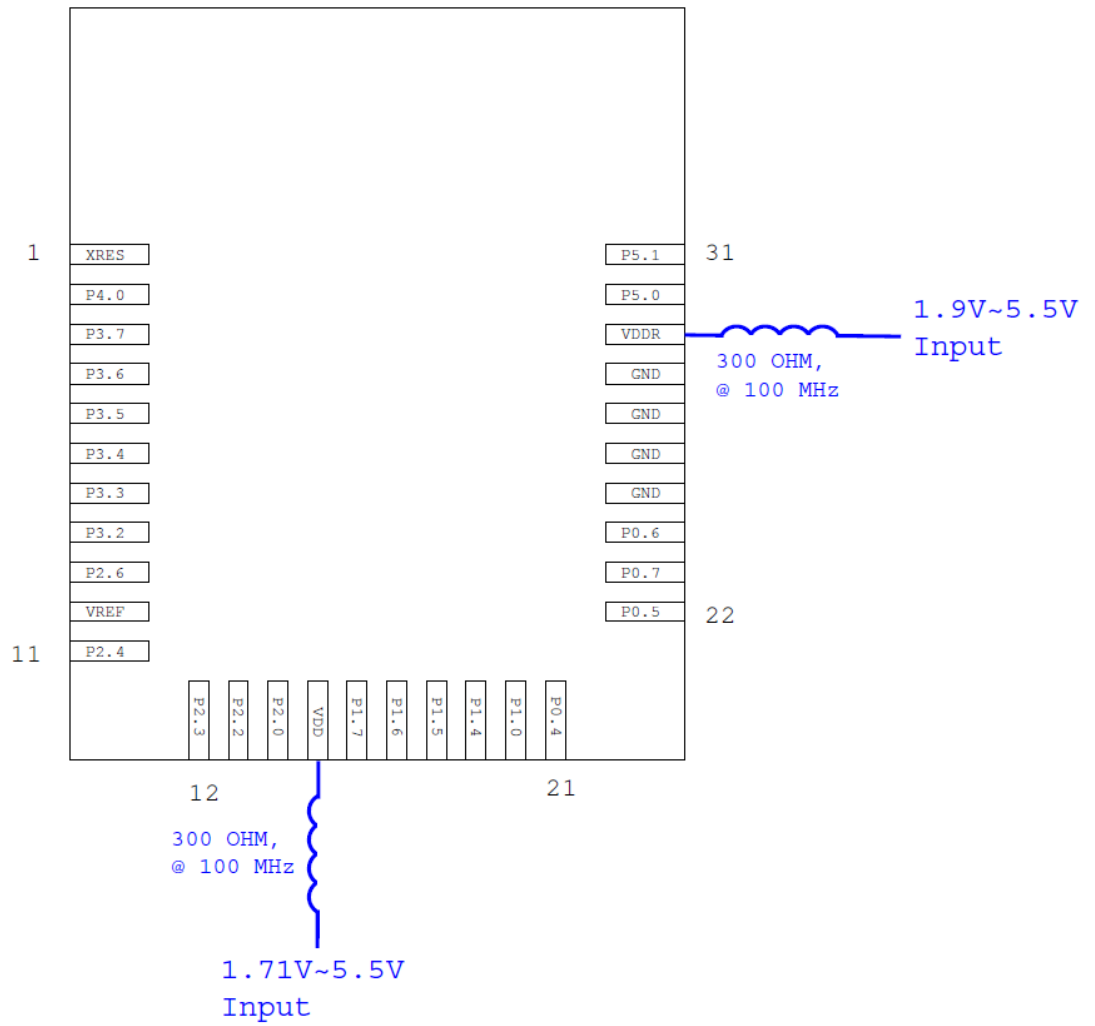 1
XRES
P4.0
P3.7
P3.6
P3.5
P3.4
P3.3
P3.2
P2.6
VREF
11
P2.4
P2.3
P2.2
P2.0
VDD
P1.7
P1.6
P1.5
P1.4
P1.0
P0.4
12
21
300 OHM,
@ 100 MHz
1.71V~5.5V
Input
P5.1
31
P5.0
VDDR
GND
GND
GND
GND
P0.6
P0.7
P0.5
22
300 OHM,
@ 100 MHz
1.9V~5.5V
Input